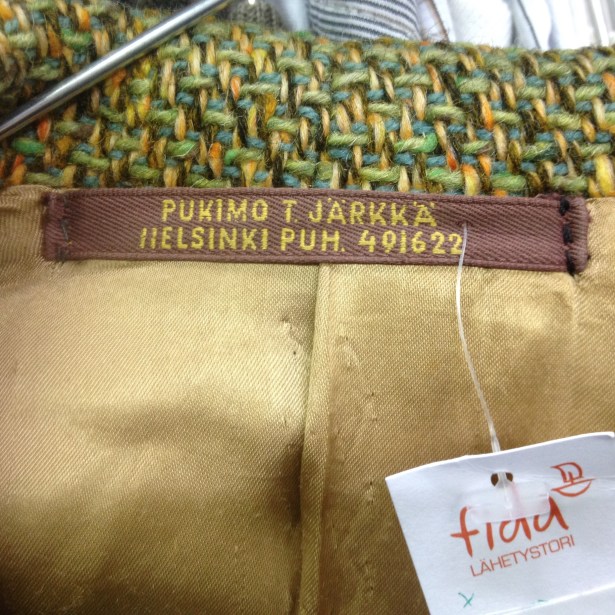 PUKIMO T. JÄRKKÄ
HELSINKI PUH. 491622
fida
LÄHETYSTORI
x